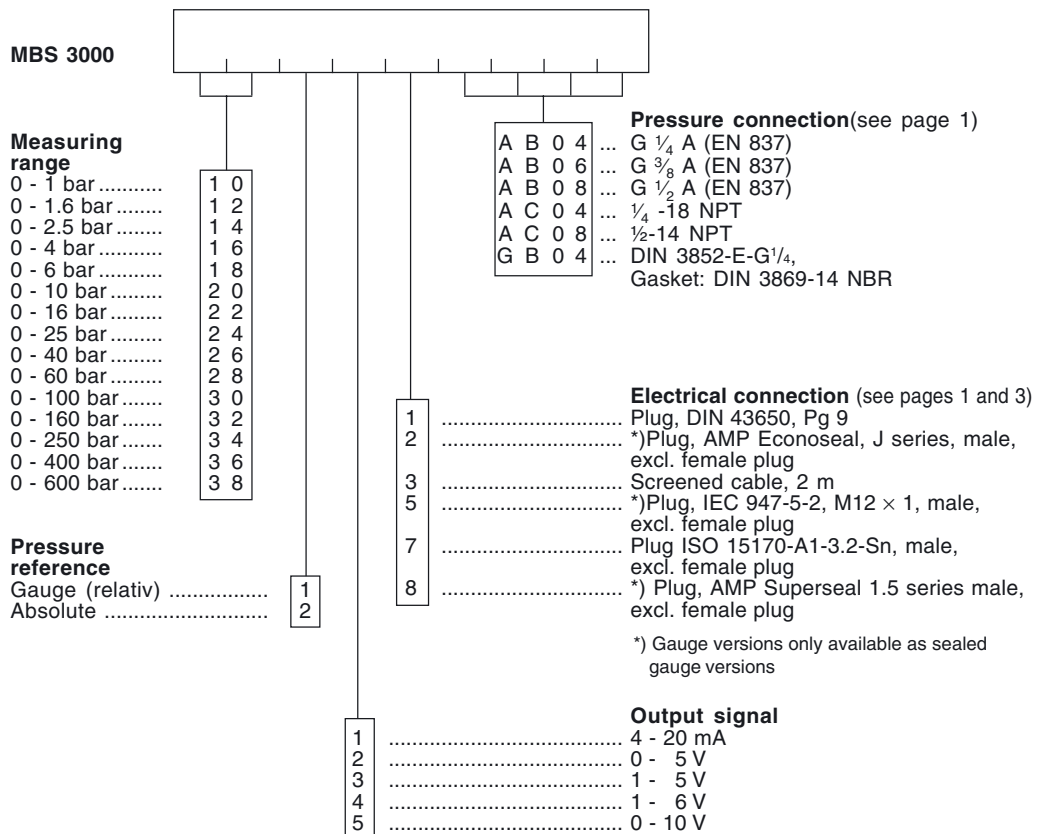 MBS 3000
Pressure connection(see page 1)
A B 0 4 ... G 1/4 A (EN 837)
A B 0 6 ... G 3/8 A (EN 837)
A B 0 8 ... G 1/2 A (EN 837)
A C 0 4 ... 1/4 -18 NPT
A C 0 8 ... ½-14 NPT
G B 0 4 ... DIN 3852-E-G1/4,
Gasket: DIN 3869-14 NBR
Measuring
range
0 - 1 bar ........... 1 0
0 - 1.6 bar ........ 1 2
0 - 2.5 bar ........ 1 4
0 - 4 bar ........... 1 6
0 - 6 bar ........... 1 8
0 - 10 bar ......... 2 0
0 - 16 bar ......... 2 2
0 - 25 bar ......... 2 4
0 - 40 bar ......... 2 6
0 - 60 bar ......... 2 8
0 - 100 bar ....... 3 0
0 - 160 bar ....... 3 2
0 - 250 bar ....... 3 4
0 - 400 bar ....... 3 6
0 - 600 bar ....... 3 8
Electrical connection (see pages 1 and 3)
1 ............................... Plug, DIN 43650, Pg 9
2 ............................... *)Plug, AMP Econoseal, J series, male,
excl. female plug
3 ............................... Screened cable, 2 m
5 ............................... *)Plug, IEC 947-5-2, M12 × 1, male,
excl. female plug
7 ............................... Plug ISO 15170-A1-3.2-Sn, male,
excl. female plug
8 ............................... *) Plug, AMP Superseal 1.5 series male,
excl. female plug
*) Gauge versions only available as sealed
gauge versions
Pressure
reference
Gauge (relativ) ................. 1
Absolute ............................ 2
Output signal
1 ........................................ 4 - 20 mA
2 ........................................ 0 - 5 V
3 ........................................ 1 - 5 V
4 ........................................ 1 - 6 V
5 ........................................ 0 - 10 V